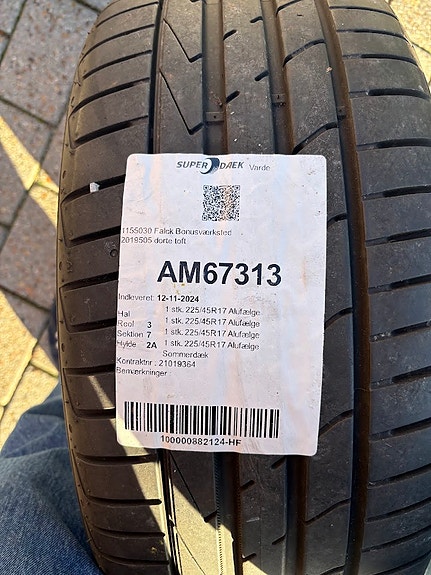 SUPER DÆK Varde
1155030 Falck Bonusværksted
2019505 dorte toft
AM67313
Indleveret: 12-11-2024
1 stk. 225/45R17 Alufælge
Hal
1 stk. 225/45R17 Alufælge
Reol 3
1 stk. 225/45R17 Alufælge
Sektion 7
1 stk. 225/45R17 Alufælge
Hylde 2A
Sommerdæk
Kontraktnr : 21019364
Bemærkninger :
100000882124-HF